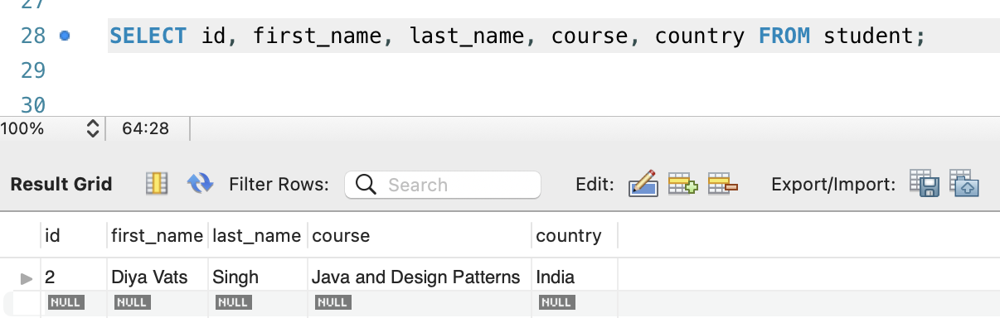 27
28 SELECT id, first_name, last_name, course, country FROM student;
29
30
100% 64:28
Result Grid Filter Rows: Search Edit: Export/Import:
id first_name last_name course country
2 Diya Vats Singh Java and Design Patterns India
NULL NULL NULL NULL NULL